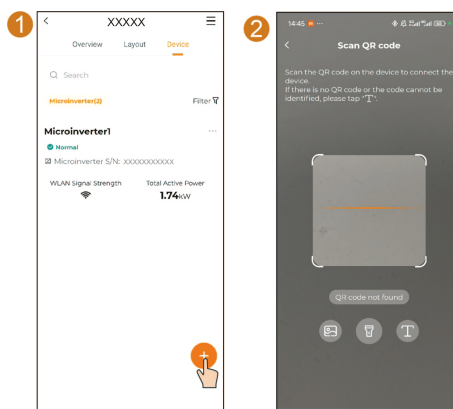 1
XXXXX
Overview Layout Device
Search
Microinverter(2) Filter
Microinverter1
Normal
Microinverter S/N: XXXXXXXXXXX
WLAN Signal Strength Total Active Power
1.74kW
2
14:45
Scan QR code
Scan the QR code on the device to connect the
device.
If there is no QR code or the code cannot be
identified, please tap "T".
QR code not found
T